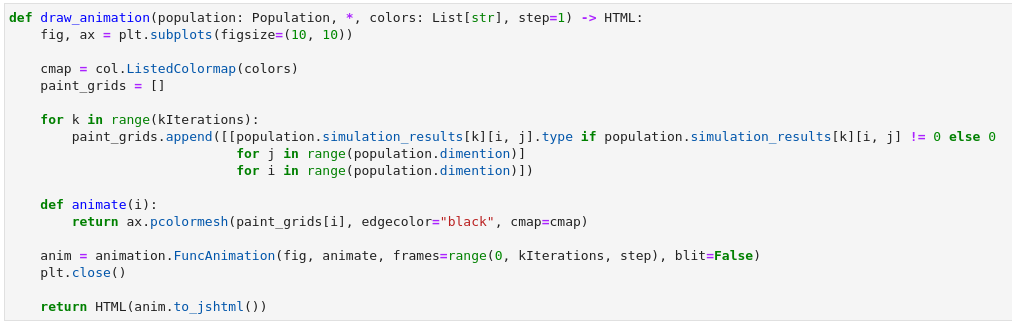 def draw_animation(population: Population, *, colors: List[str], step=1) -> HTML:
    fig, ax = plt.subplots(figsize=(10, 10))

    cmap = col.ListedColormap(colors)
    paint_grids = []

    for k in range(kIterations):
        paint_grids.append([[population.simulation_results[k][i, j].type if population.simulation_results[k][i, j] != 0 else 0
                             for j in range(population.dimention)]
                             for i in range(population.dimention)])

    def animate(i):
        return ax.pcolormesh(paint_grids[i], edgecolor="black", cmap=cmap)

    anim = animation.FuncAnimation(fig, animate, frames=range(0, kIterations, step), blit=False)
    plt.close()

    return HTML(anim.to_jshtml())